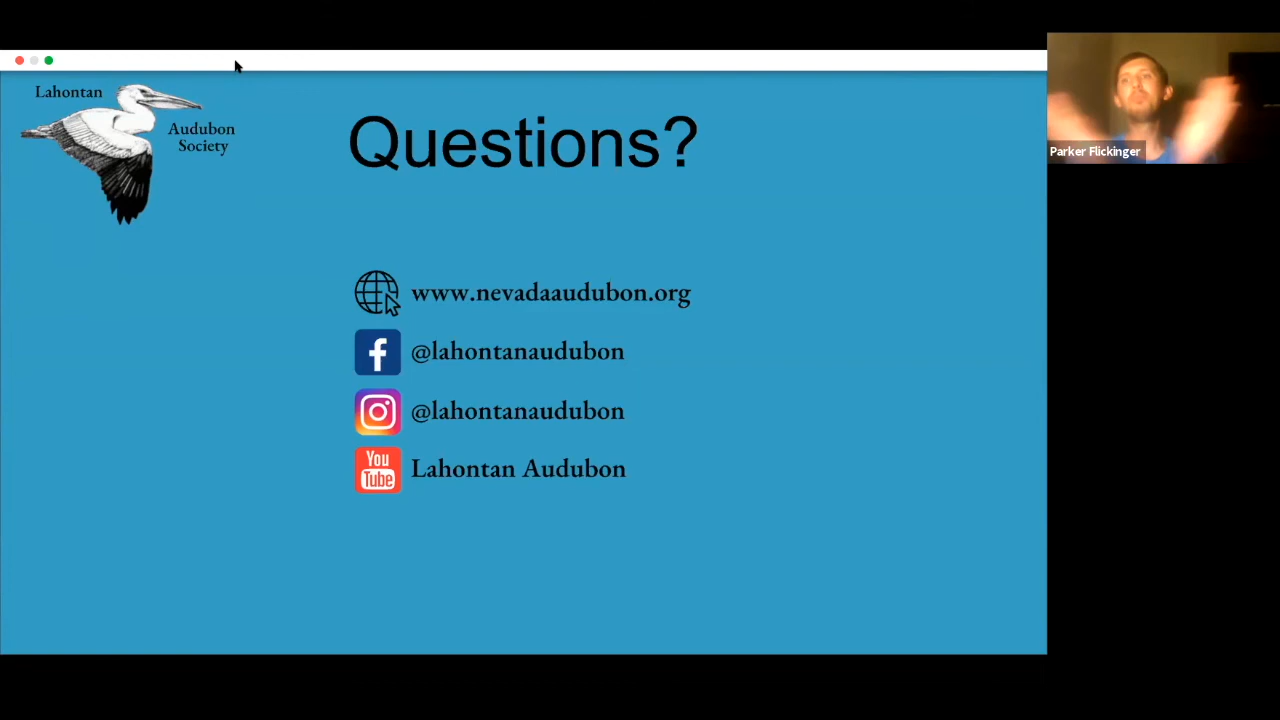 Lahontan
Audubon
Society
Questions?
www.nevadaaudubon.org
@lahontanaudubon
@lahontanaudubon
You
Tube
Lahontan Audubon
Parker Flickinger